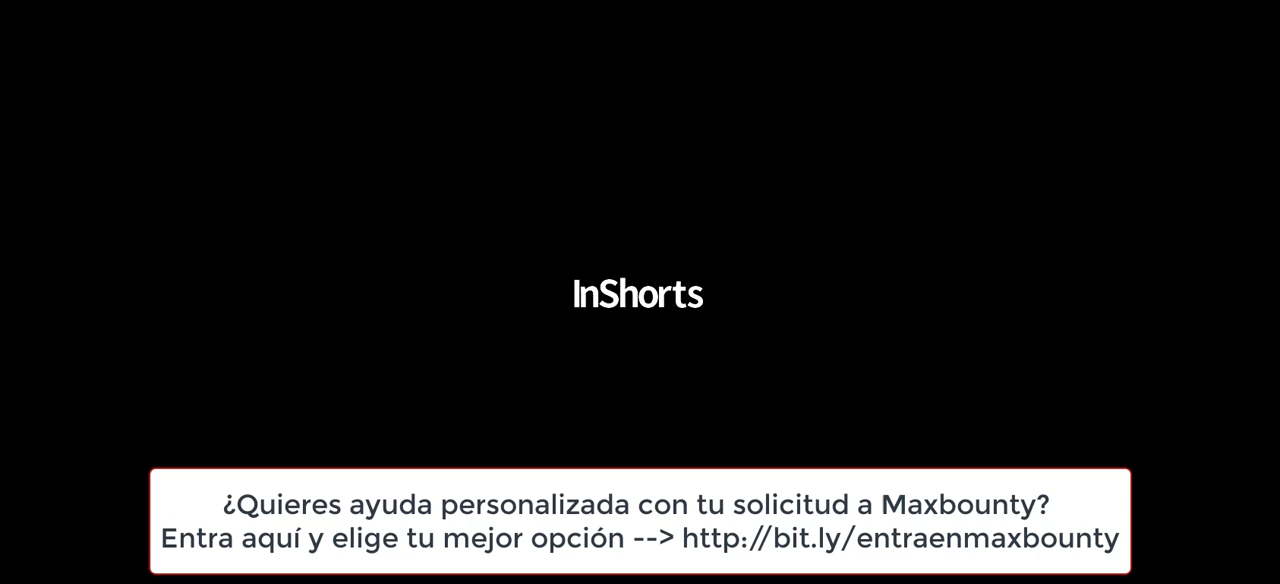 InShorts
¿Quieres ayuda personalizada con tu solicitud a Maxbounty?
Entra aquí y elige tu mejor opción --> http://bit.ly/entraenmaxbounty